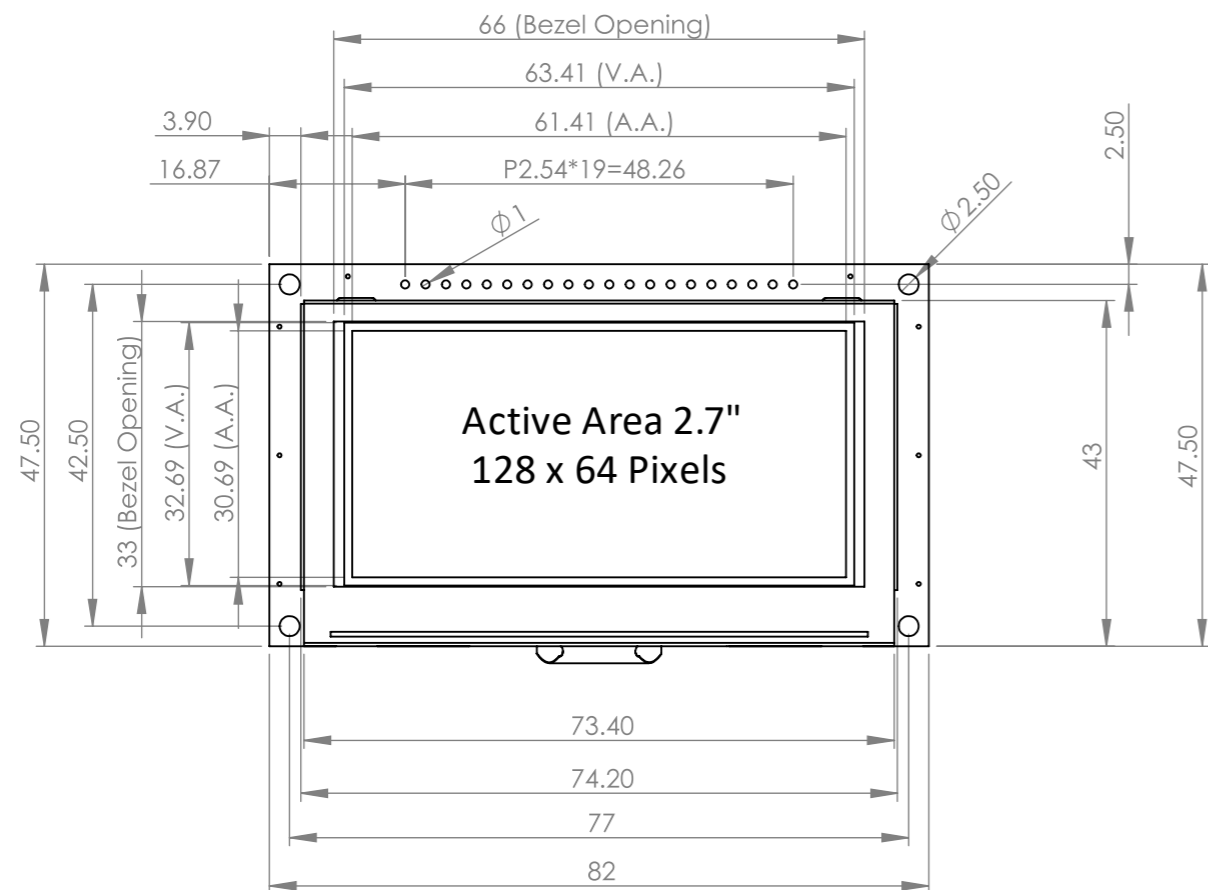 66 (Bezel Opening)
63.41 (V.A.)
3.90
61.41 (A.A.)
2.50
16.87
P2.54*19=48.26
∅1
∅2.50
47.50
42.50
33 (Bezel Opening)
32.69 (V.A.)
30.69 (A.A.)
Active Area 2.7"
128 x 64 Pixels
43
47.50
73.40
74.20
77
82